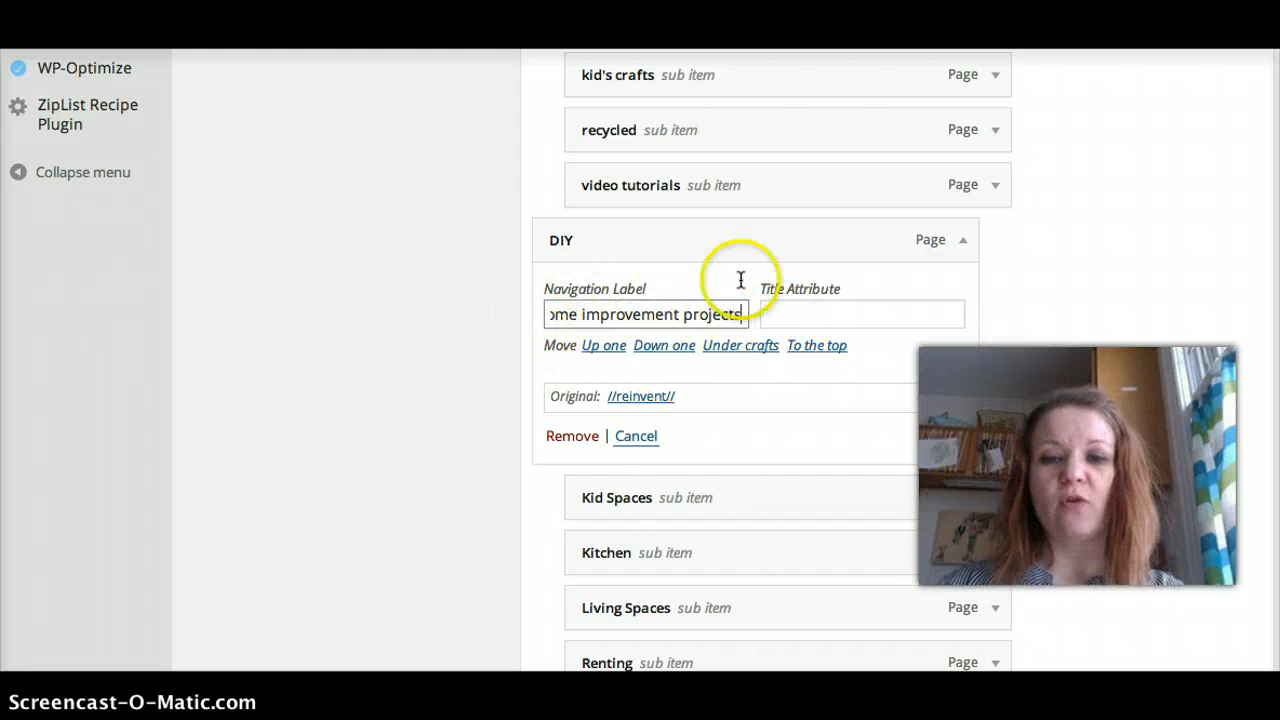 WP-Optimize
ZipList Recipe
Plugin
Collapse menu
kid's crafts sub item Page
recycled sub item Page
video tutorials sub item Page
DIY Page
Navigation Label Title Attribute
ome improvement projects
Move Up one Down one Under crafts To the top
Original: //reinvent//
Remove | Cancel
Kid Spaces sub item
Kitchen sub item
Living Spaces sub item Page
Renting sub item Page
Screencast-O-Matic.com